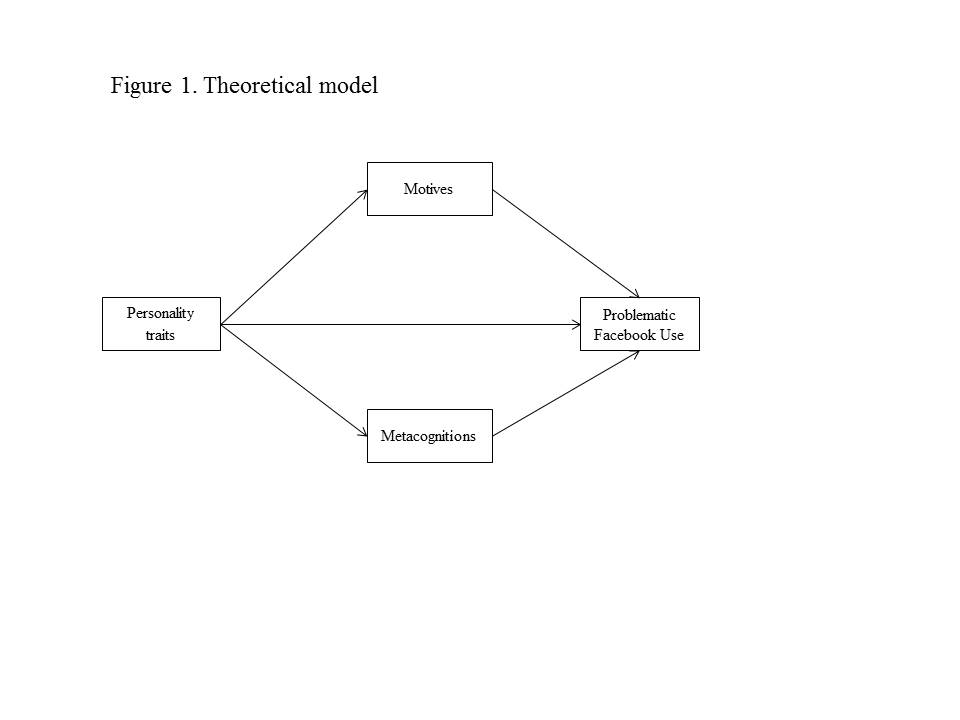 Figure 1. Theoretical model
Motives
Personality
traits
Problematic
Facebook Use
Metacognitions